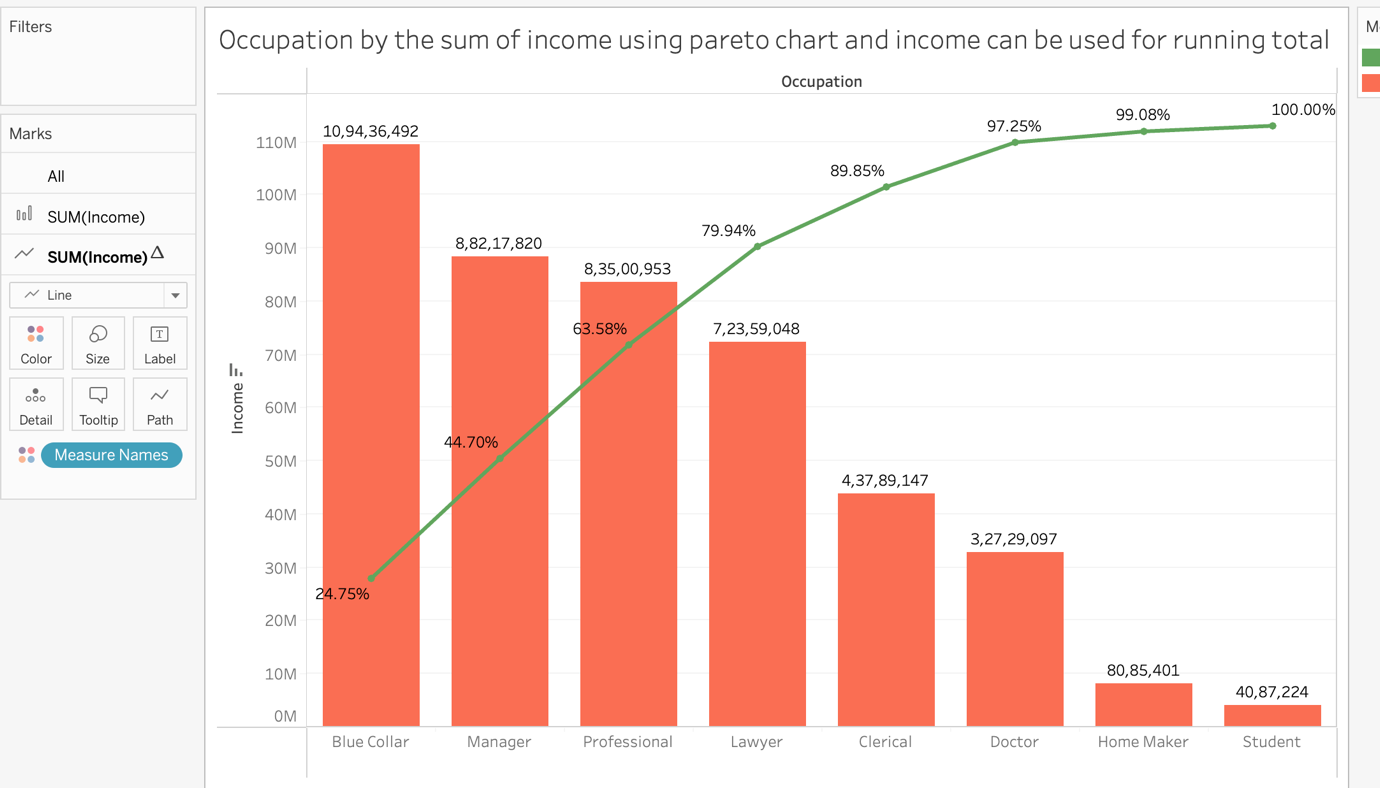 Filters
Marks
All
SUM(Income)
SUM(Income) Δ
Line
Color
Size
T
Label
Detail
Tooltip
Path
Measure Names
Occupation by the sum of income using pareto chart and income can be used for running total
Occupation
Income
110M
100M
90M
80M
70M
60M
50M
40M
30M
20M
10M
0M
10,94,36,492
8,82,17,820
8,35,00,953
7,23,59,048
4,37,89,147
3,27,29,097
80,85,401
40,87,224
24.75%
44.70%
63.58%
79.94%
89.85%
97.25%
99.08%
100.00%
Blue Collar
Manager
Professional
Lawyer
Clerical
Doctor
Home Maker
Student